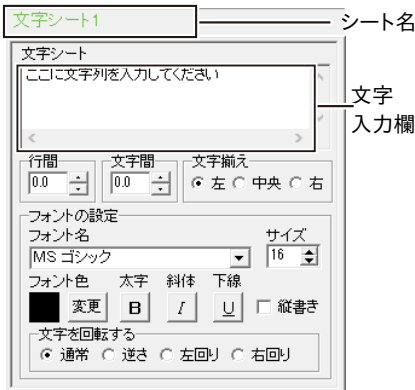 文字シート1
シート名
文字シート
ここに文字列を入力してください
文字
入力欄
行間
文字間
文字揃え
0.0
0.0
左 中央 右
フォントの設定
フォント名
サイズ
MS ゴシック
16
フォント色 太字 斜体 下線
変更 B I U 縦書き
文字を回転する
通常 逆さ 左回り 右回り